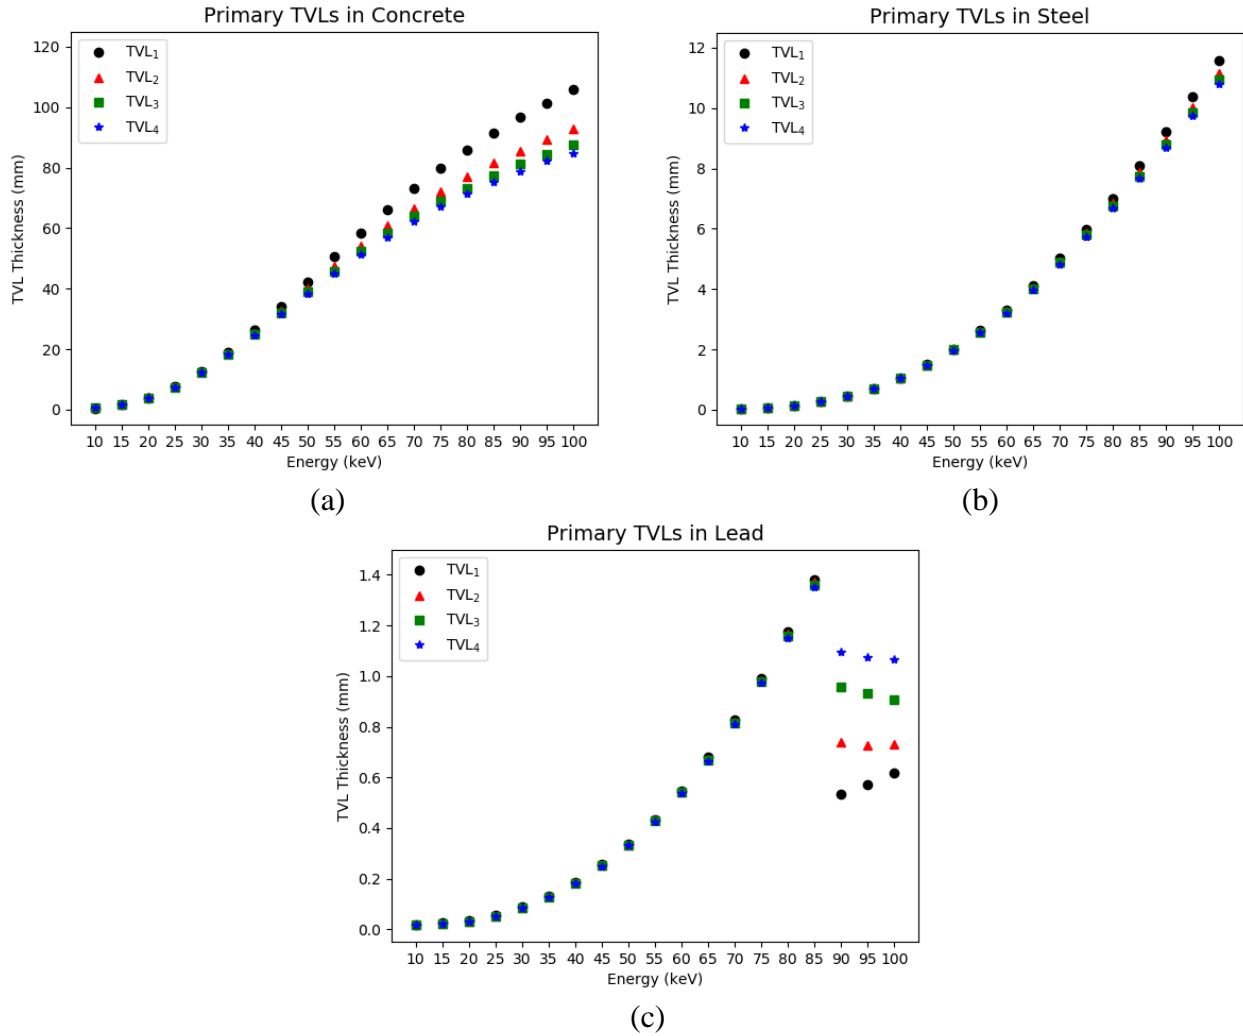 Primary TVLs in Concrete
TVL Thickness (mm)
120
100
80
60
40
20
0
TVL₁
TVL₂
TVL₃
TVL₄
10 15 20 25 30 35 40 45 50 55 60 65 70 75 80 85 90 95 100
Energy (keV)
(a)
Primary TVLs in Steel
TVL Thickness (mm)
12
10
8
6
4
2
0
TVL₁
TVL₂
TVL₃
TVL₄
10 15 20 25 30 35 40 45 50 55 60 65 70 75 80 85 90 95 100
Energy (keV)
(b)
Primary TVLs in Lead
TVL Thickness (mm)
1.4
1.2
1.0
0.8
0.6
0.4
0.2
0.0
TVL₁
TVL₂
TVL₃
TVL₄
10 15 20 25 30 35 40 45 50 55 60 65 70 75 80 85 90 95 100
Energy (keV)
(c)